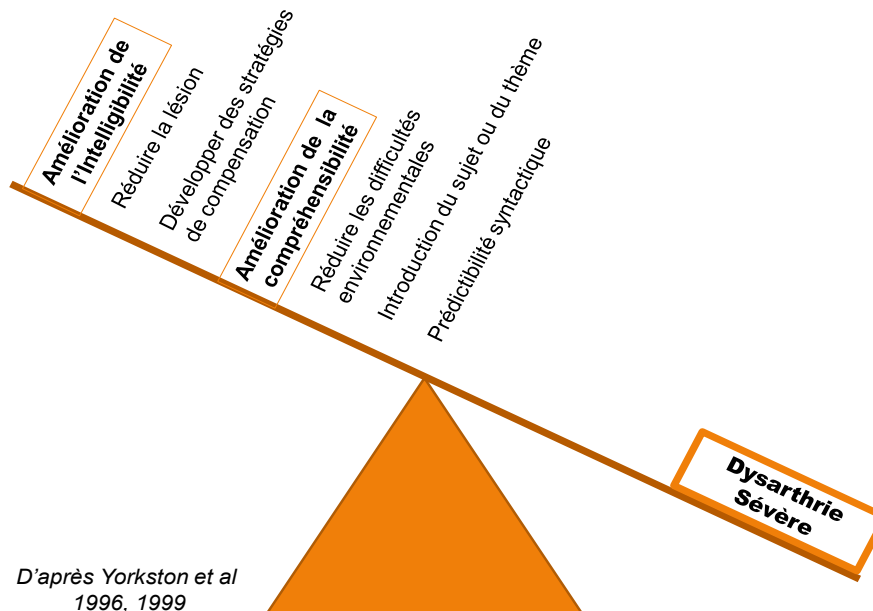 Amélioration de
l'Intelligibilité
Réduire la lésion
Développer des stratégies
de compensation
Amélioration de la
compréhensibilité
Réduire les difficultés
environnementales
Introduction du sujet ou du thème
Prédictibilité syntactique
Dysarthrie
Sévère
D'après Yorkston et al
1996, 1999